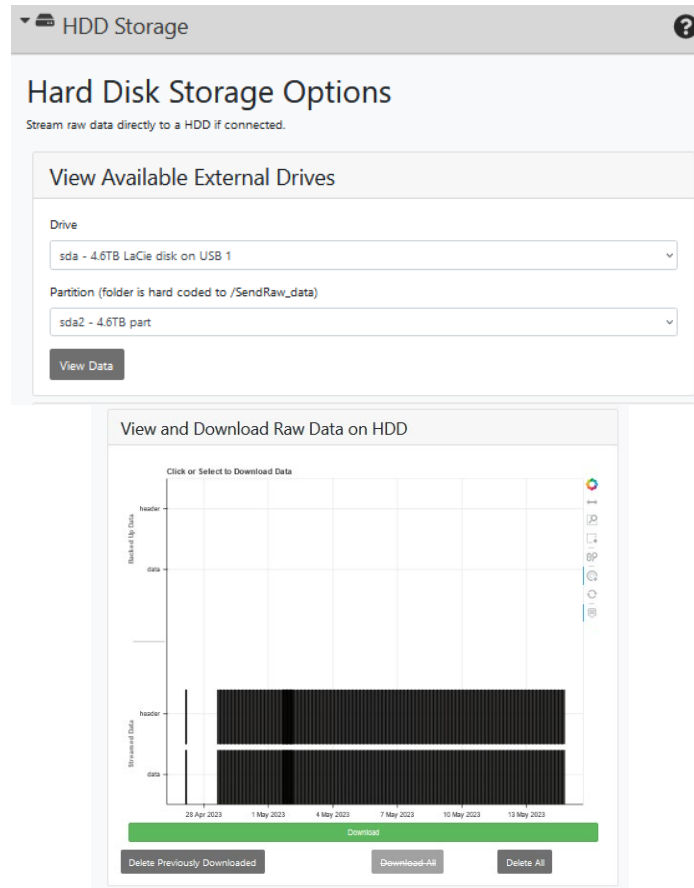 HDD Storage
Hard Disk Storage Options
Stream raw data directly to a HDD if connected.
View Available External Drives
Drive
sda - 4.6TB LaCie disk on USB 1
Partition (folder is hard coded to /SendRaw_data)
sda2 - 4.6TB part
View Data
View and Download Raw Data on HDD
Click or Select to Download Data
Backed Up Data
header
data
Streamed Data
header
data
28 Apr 2023 1 May 2023 4 May 2023 7 May 2023 10 May 2023 13 May 2023
Download
Delete Previously Downloaded Download All Delete All